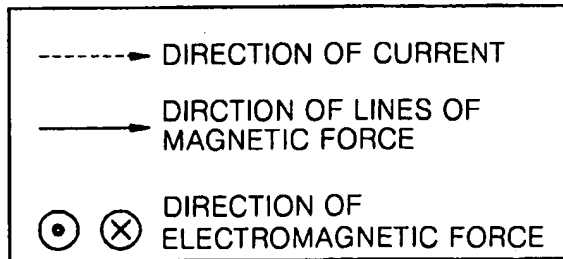 DIRECTION OF CURRENT
DIRCTION OF LINES OF
MAGNETIC FORCE
DIRECTION OF
ELECTROMAGNETIC FORCE